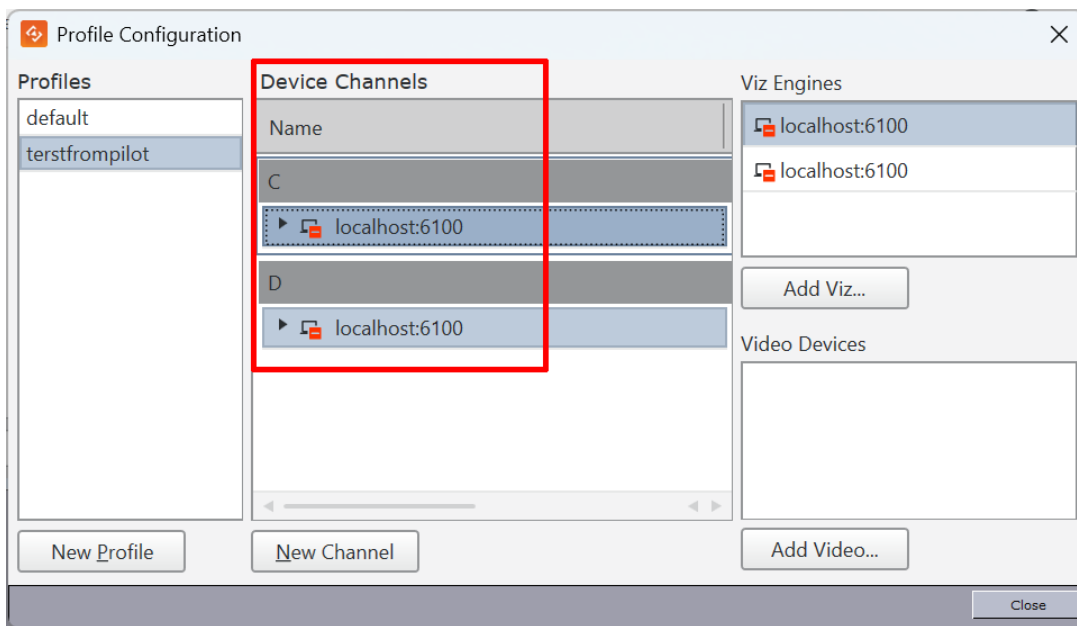 Profile Configuration
Profiles
default
terstfrompilot
New Profile
Device Channels
Name
C
localhost:6100
D
localhost:6100
New Channel
Viz Engines
localhost:6100
localhost:6100
Add Viz...
Video Devices
Add Video...
Close